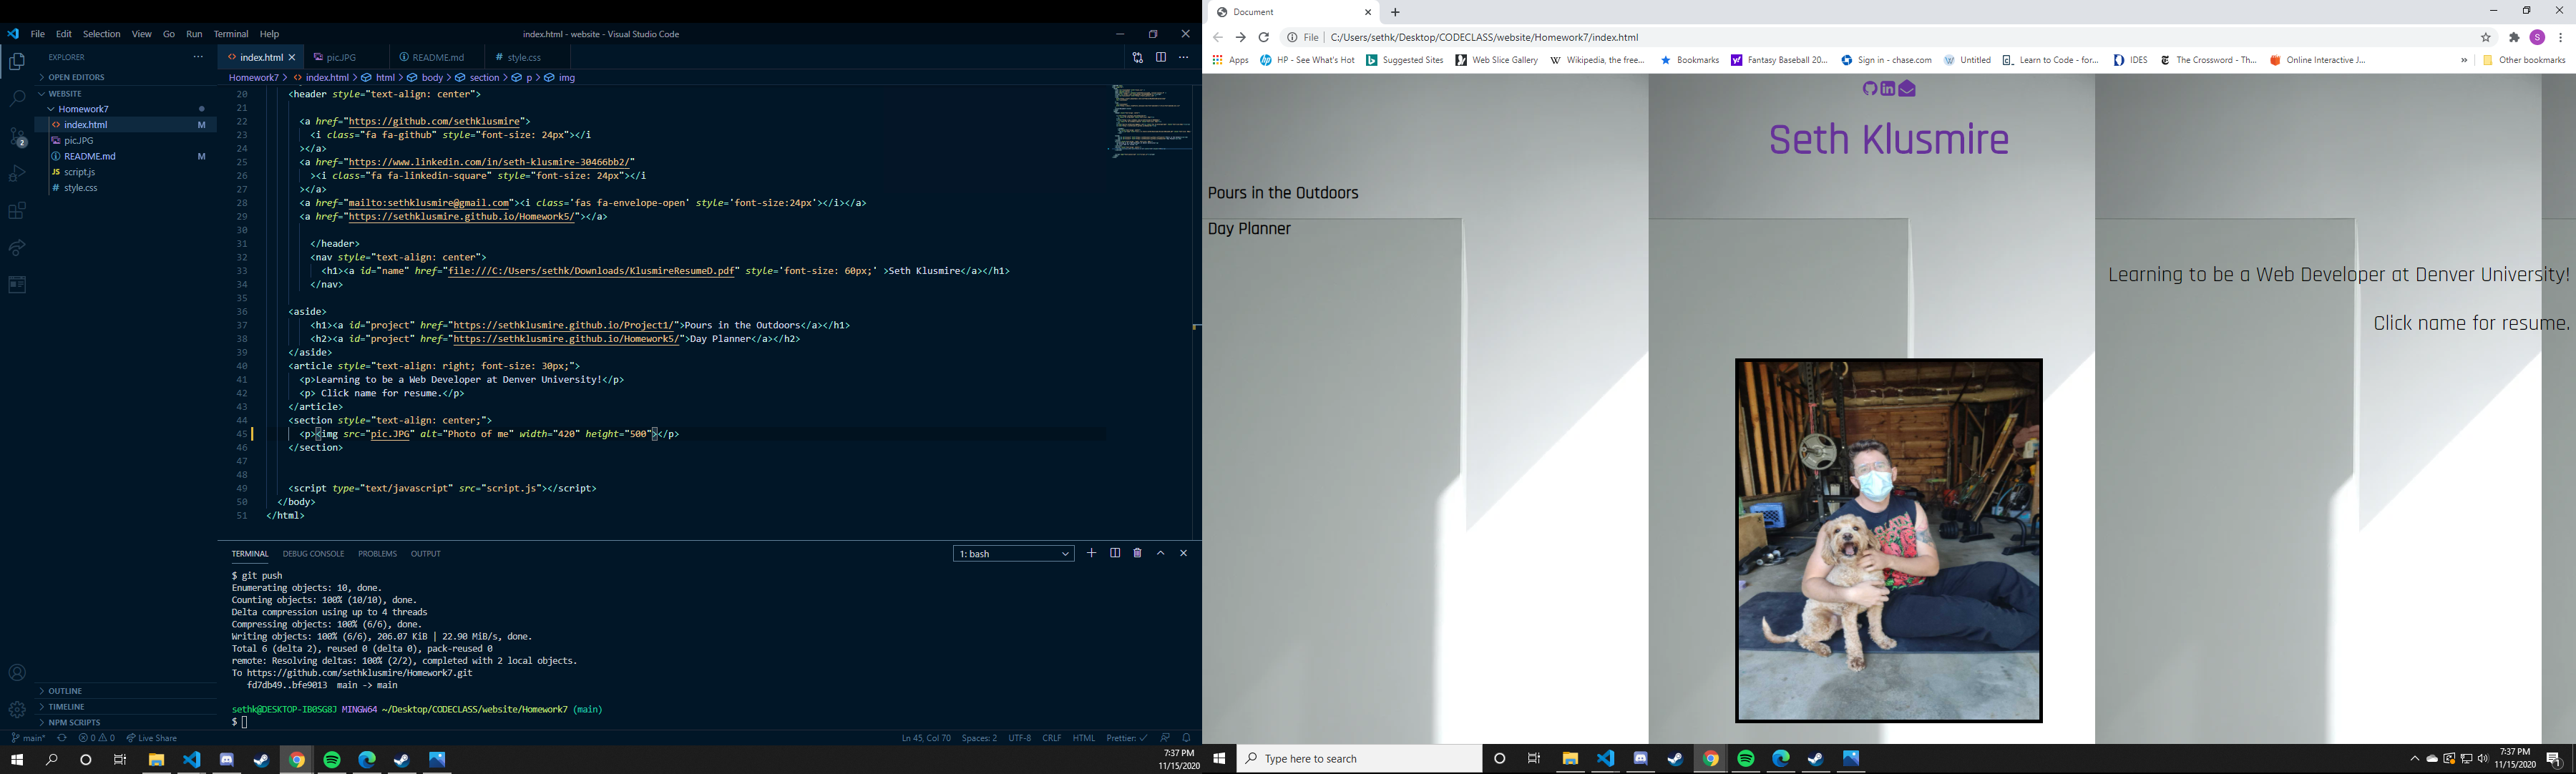 File Edit Selection View Go Run Terminal Help
index.html - website - Visual Studio Code
EXPLORER
OPEN EDITORS
WEBSITE
Homework7
index.html M
picJPG
README.md M
script.js
style.css
2
OUTLINE
TIMELINE
NPM SCRIPTS
index.html
picJPG
README.md
style.css
Homework7 > index.html > html > body > section > p > img
20 <header style="text-align: center">
21
22 <a href="https://github.com/sethklusmire">
23 <i class="fa fa-github" style="font-size: 24px"></i
24 ></a>
25 <a href="https://www.linkedin.com/in/seth-klusmire-30466bb2/"
26 ><i class="fa fa-linkedin-square" style="font-size: 24px"></i
27 ></a>
28 <a href="mailto:sethklusmire@gmail.com"><i class='fas fa-envelope-open' style='font-size:24px'></i></a>
29 <a href="https://sethklusmire.github.io/Homework5/"></a>
30
31 </header>
32 <nav style="text-align: center">
33 <h1><a id="name" href="file:///C:/Users/sethk/Downloads/KlusmireResumeD.pdf" style='font-size: 60px;' >Seth Klusmire</a></h1>
34 </nav>
35
36 <aside>
37 <h1><a id="project" href="https://sethklusmire.github.io/Project1/">Pours in the Outdoors</a></h1>
38 <h2><a id="project" href="https://sethklusmire.github.io/Homework5/">Day Planner</a></h2>
39 </aside>
40 <article style="text-align: right; font-size: 30px;">
41 <p>Learning to be a Web Developer at Denver University!</p>
42 <p> Click name for resume.</p>
43 </article>
44 <section style="text-align: center;">
45 <p><img src="pic.JPG" alt="Photo of me" width="420" height="500"></p>
46 </section>
47
48
49 <script type="text/javascript" src="script.js"></script>
50 </body>
51 </html>
TERMINAL DEBUG CONSOLE PROBLEMS OUTPUT
1: bash
$ git push
Enumerating objects: 10, done.
Counting objects: 100% (10/10), done.
Delta compression using up to 4 threads
Compressing objects: 100% (6/6), done.
Writing objects: 100% (6/6), 206.07 KiB | 22.90 MiB/s, done.
Total 6 (delta 2), reused 0 (delta 0), pack-reused 0
remote: Resolving deltas: 100% (2/2), completed with 2 local objects.
To https://github.com/sethklusmire/Homework7.git
fd7db49..bfe9013 main -> main
sethk@DESKTOP-IB0SG8J MINGW64 ~/Desktop/CODECLASS/website/Homework7 (main)
$
main* 0 0 Live Share
Ln 45, Col 70 Spaces: 2 UTF-8 CRLF HTML Prettier: ✓
7:37 PM
11/15/2020
Document
File | C:/Users/sethk/Desktop/CODECLASS/website/Homework7/index.html
S
Apps HP - See What's Hot Suggested Sites Web Slice Gallery Wikipedia, the free... Bookmarks Fantasy Baseball 20... Sign in - chase.com Untitled Learn to Code - for... IDES The Crossword - Th... Online Interactive J... » Other bookmarks
Seth Klusmire
Pours in the Outdoors
Day Planner
Learning to be a Web Developer at Denver University!
Click name for resume.
Type here to search
7:37 PM
11/15/2020
1